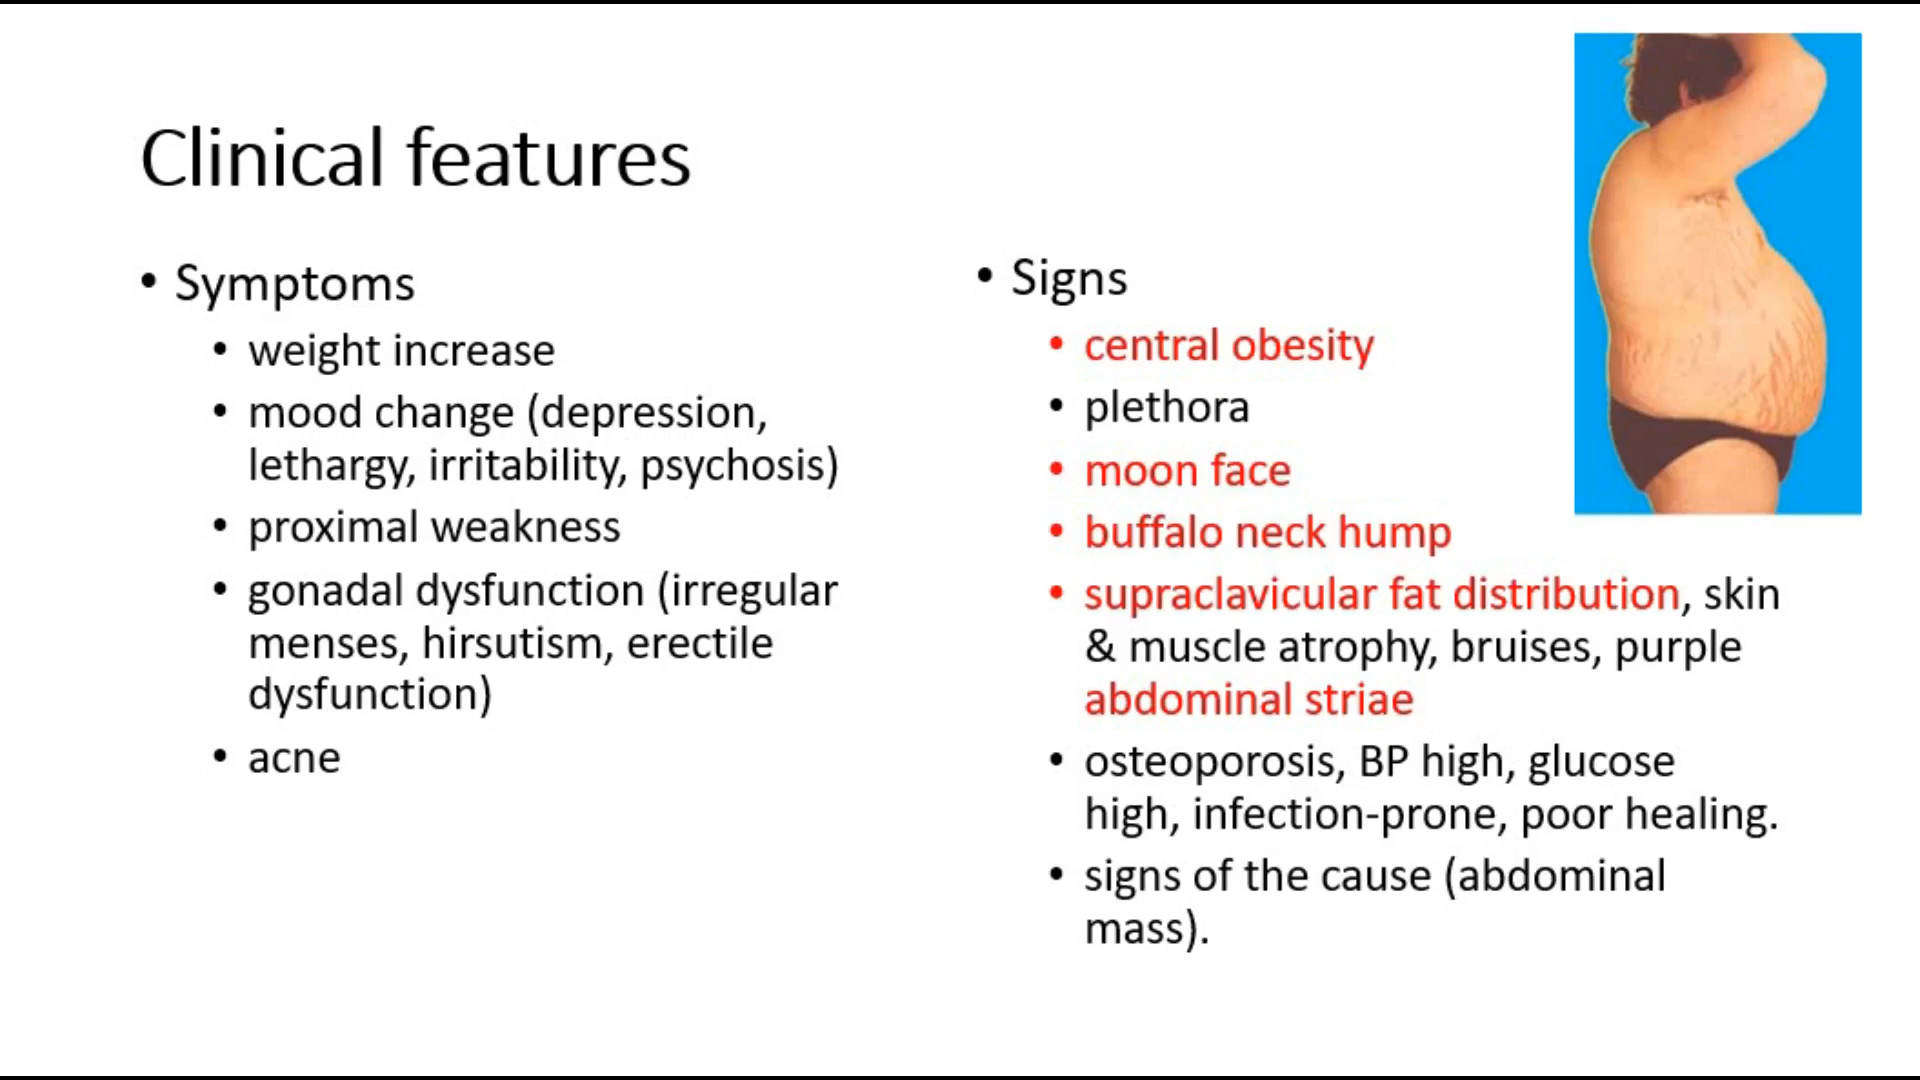 Clinical features
• Symptoms
• weight increase
• mood change (depression,
lethargy, irritability, psychosis)
• proximal weakness
• gonadal dysfunction (irregular
menses, hirsutism, erectile
dysfunction)
• acne
• Signs
• central obesity
• plethora
• moon face
• buffalo neck hump
• supraclavicular fat distribution, skin
& muscle atrophy, bruises, purple
abdominal striae
• osteoporosis, BP high, glucose
high, infection-prone, poor healing.
• signs of the cause (abdominal
mass).